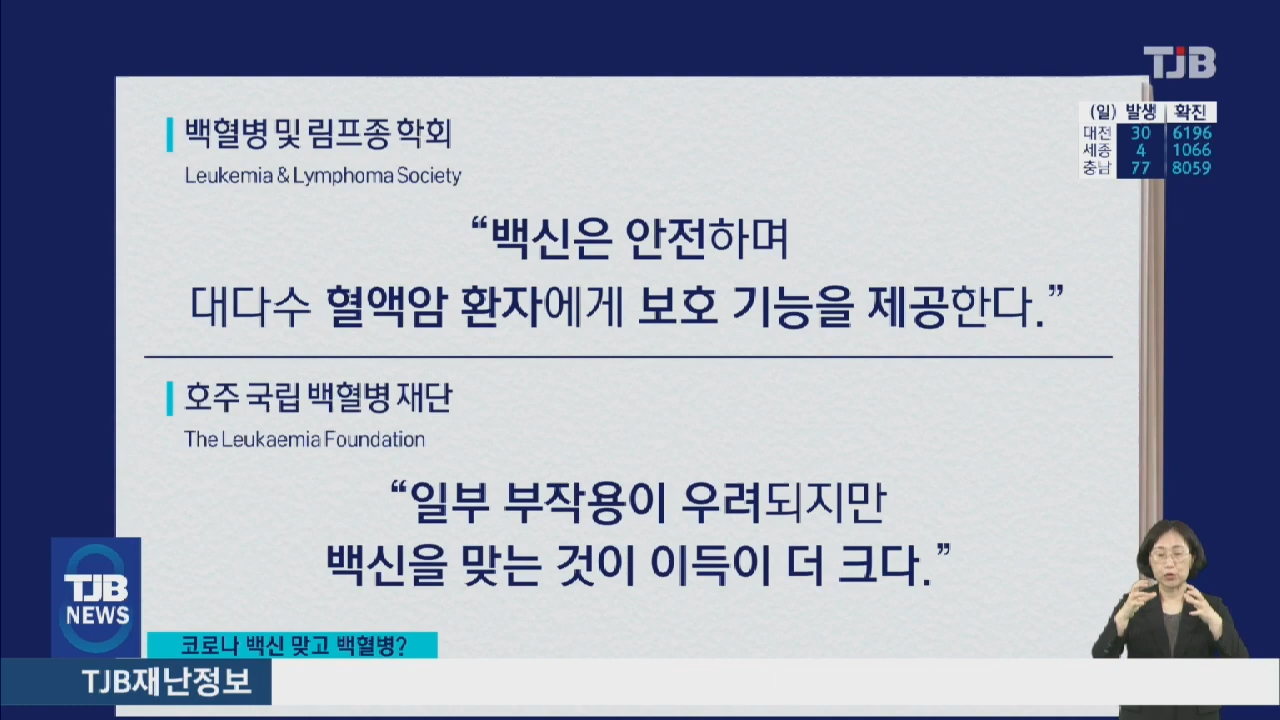 TJB
(일) 발생 확진
대전 30 6196
세종 4 1066
충남 77 8059
백혈병 및 림프종 학회
Leukemia & Lymphoma Society
“백신은 안전하며
대다수 혈액암 환자에게 보호 기능을 제공한다.”
호주 국립 백혈병 재단
The Leukaemia Foundation
“일부 부작용이 우려되지만
백신을 맞는 것이 이득이 더 크다.”
8
TJB
NEWS
코로나 백신 맞고 백혈병?
TJB재난정보